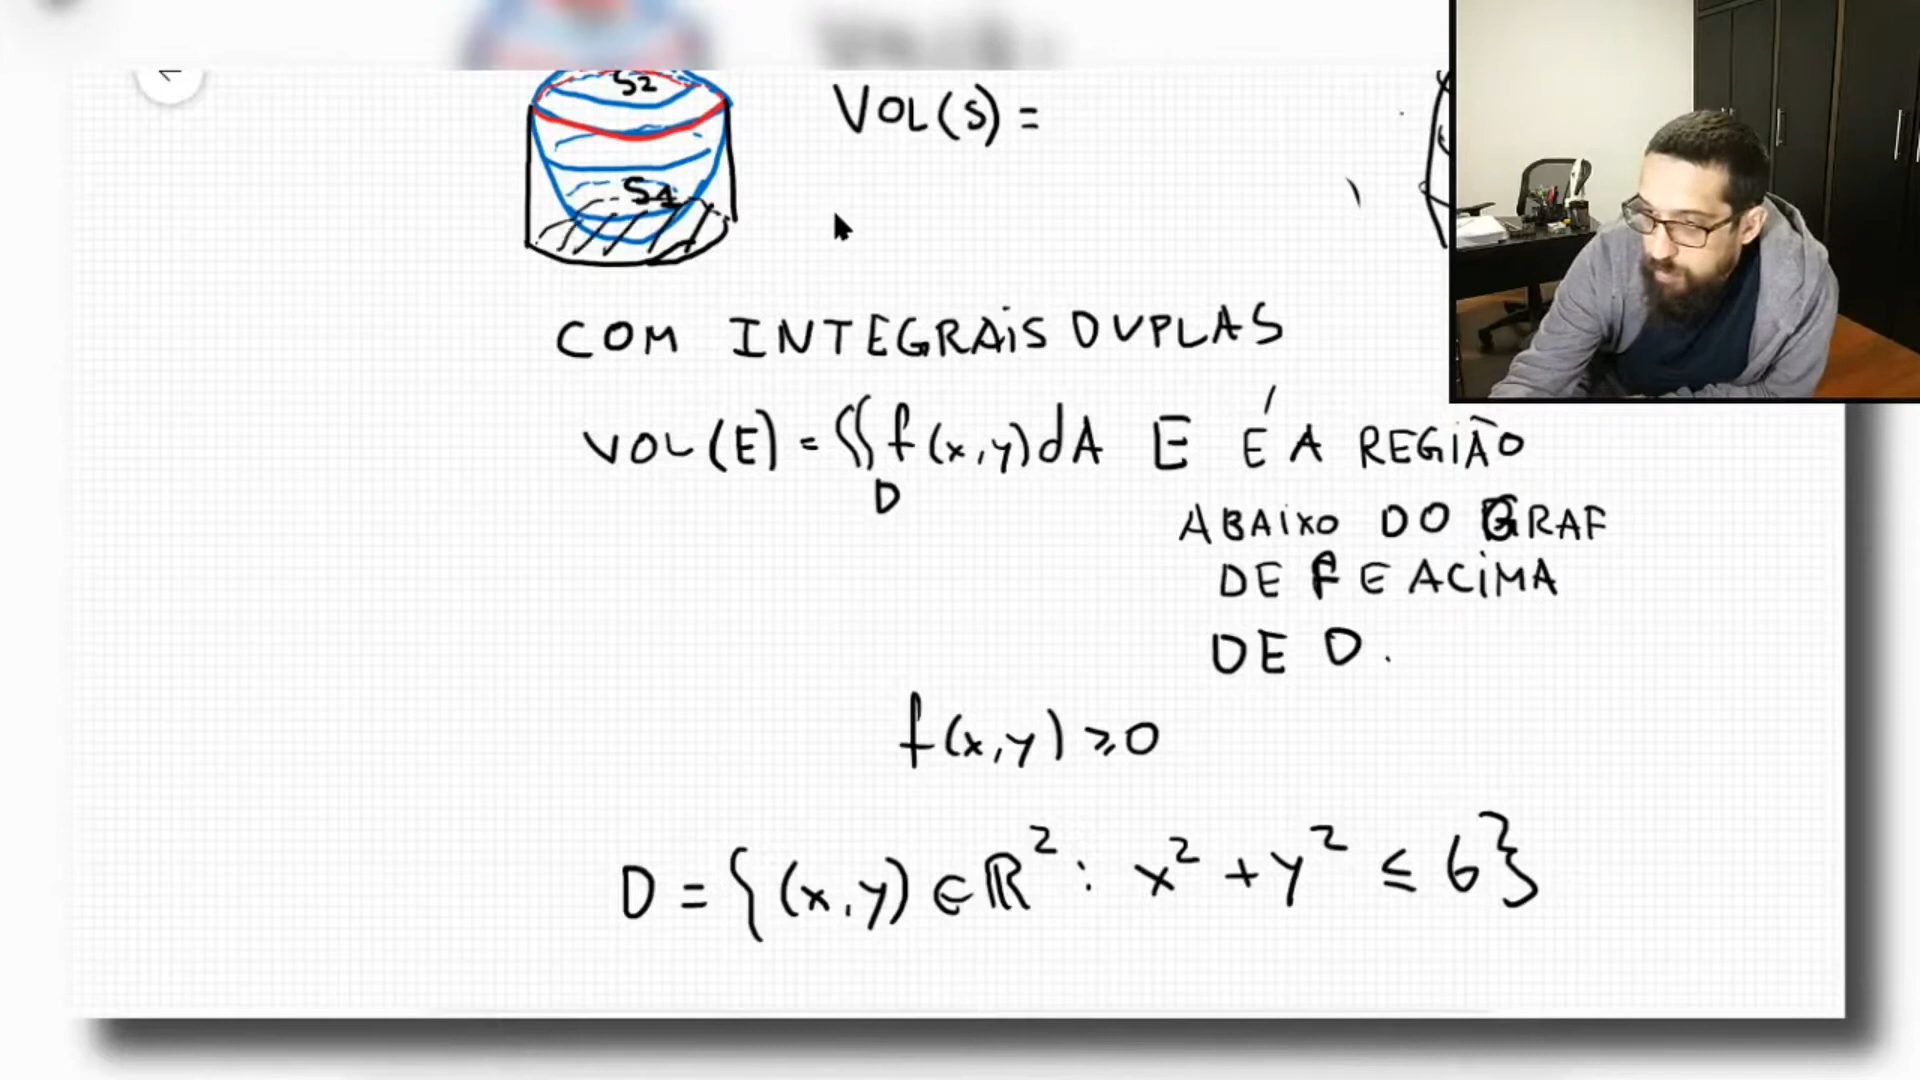 S2
VOL(S) =
S1
COM INTEGRAIS DUPLAS
VOL(E) = ∬ f(x,y)dA E É A REGIÃO
D
ABAIXO DO GRAF
DE F E ACIMA
DE D.
f(x,y) ≥ 0
D = {(x,y) ∈ ℝ² : x² + y² ≤ 6}